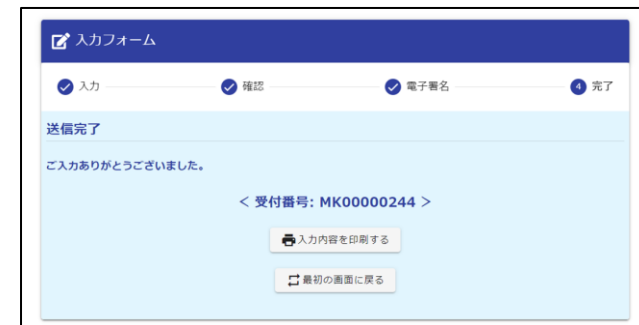 入力フォーム
入力 確認 電子署名 4 完了
送信完了
ご入力ありがとうございました。
< 受付番号: MK00000244 >
入力内容を印刷する
最初の画面に戻る